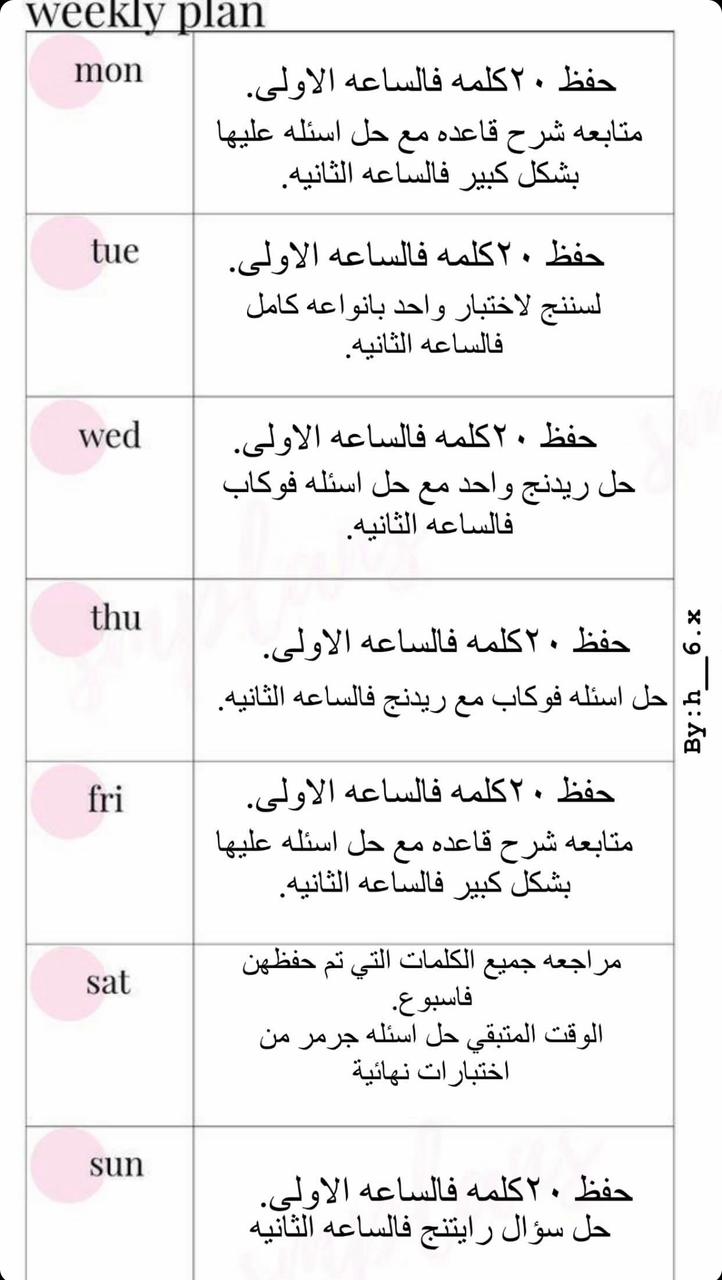 weekly plan
mon
حفظ ٢٠كلمه فالساعه الاولى.
متابعه شرح قاعده مع حل اسئله عليها
بشكل كبير فالساعه الثانيه.
tue
حفظ ٢٠كلمه فالساعه الاولى.
لسننج لاختبار واحد بانواعه كامل
فالساعه الثانيه.
wed
حفظ ٢٠كلمه فالساعه الاولى.
حل ريدنج واحد مع حل اسئله فوكاب
فالساعه الثانيه.
thu
حفظ ٢٠كلمه فالساعه الاولى.
حل اسئله فوكاب مع ريدنج فالساعه الثانيه.
fri
حفظ ٢٠كلمه فالساعه الاولى.
متابعه شرح قاعده مع حل اسئله عليها
بشكل كبير فالساعه الثانيه.
sat
مراجعه جميع الكلمات التي تم حفظهن
فاسبوع.
الوقت المتبقي حل اسئله جرمر من
اختبارات نهائية
sun
حفظ ٢٠كلمه فالساعه الاولى.
حل سؤال رايتنج فالساعه الثانيه
By:h__6.x